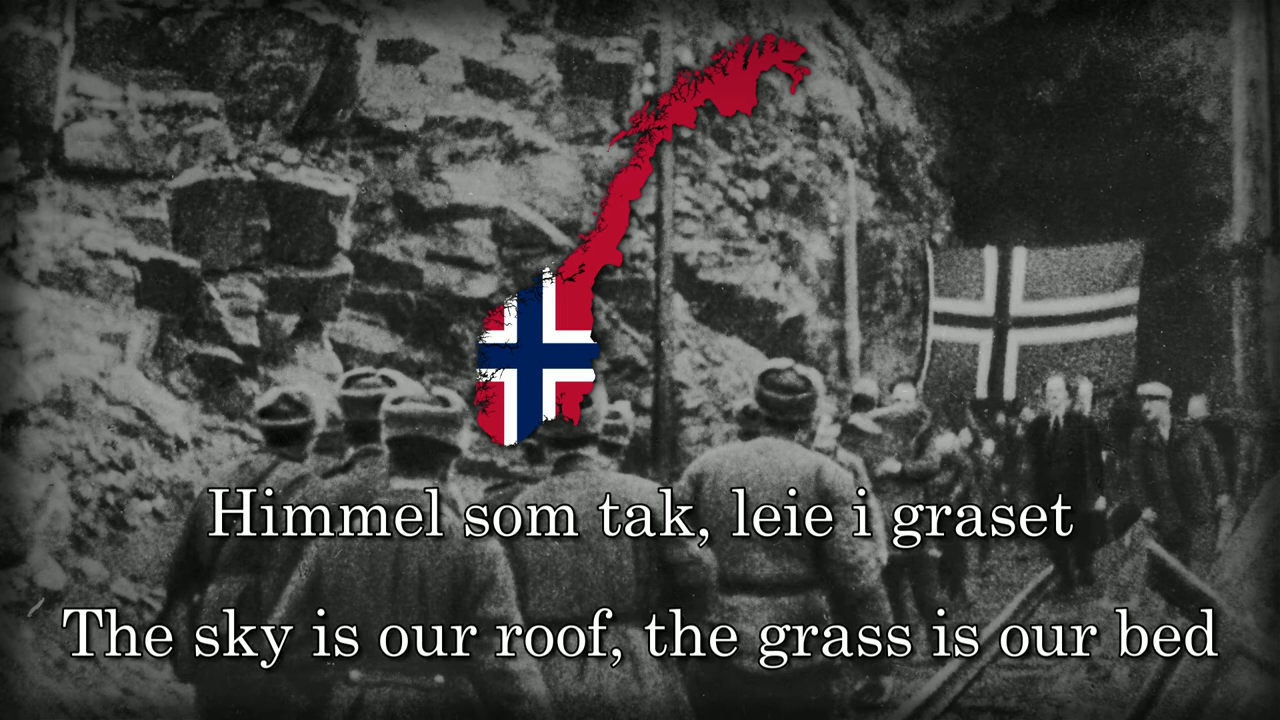 Himmel som tak, leie i graset
The sky is our roof, the grass is our bed